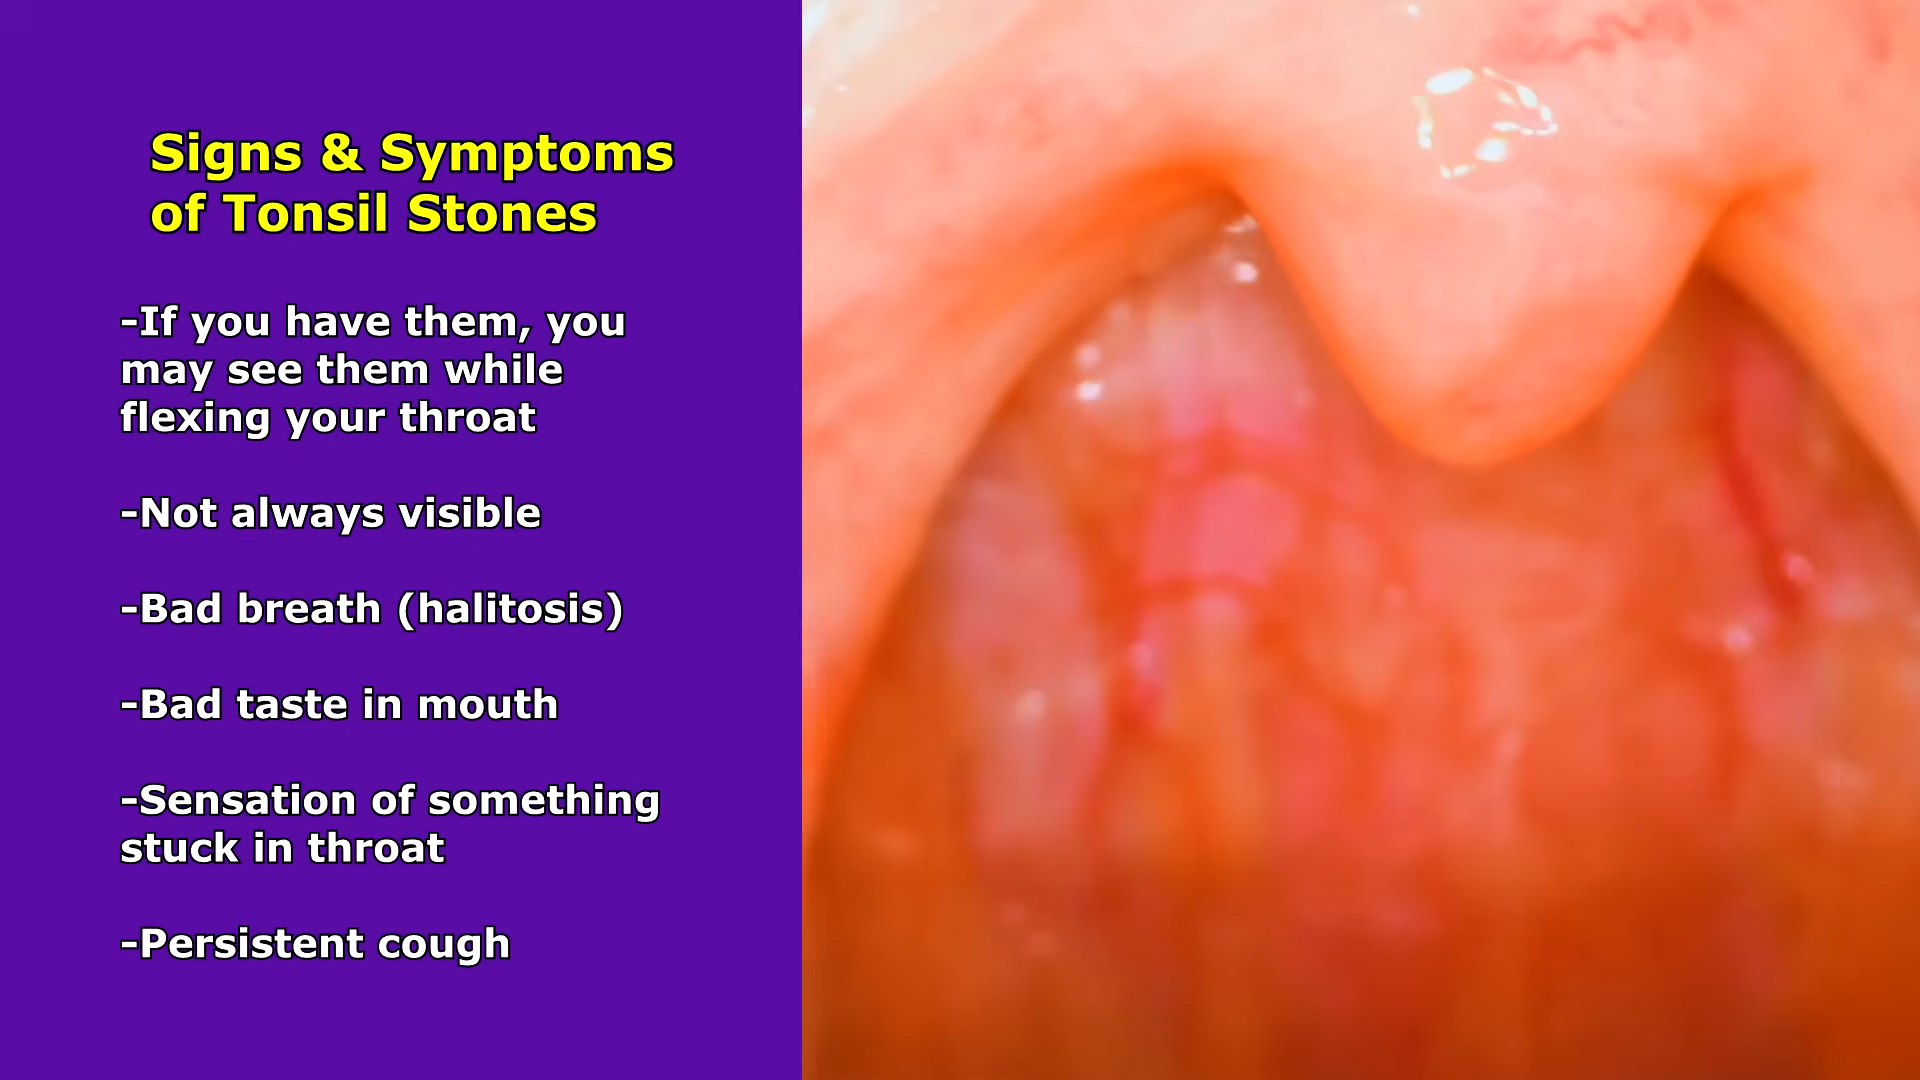 Signs & Symptoms
of Tonsil Stones
-If you have them, you
may see them while
flexing your throat
-Not always visible
-Bad breath (halitosis)
-Bad taste in mouth
-Sensation of something
stuck in throat
-Persistent cough